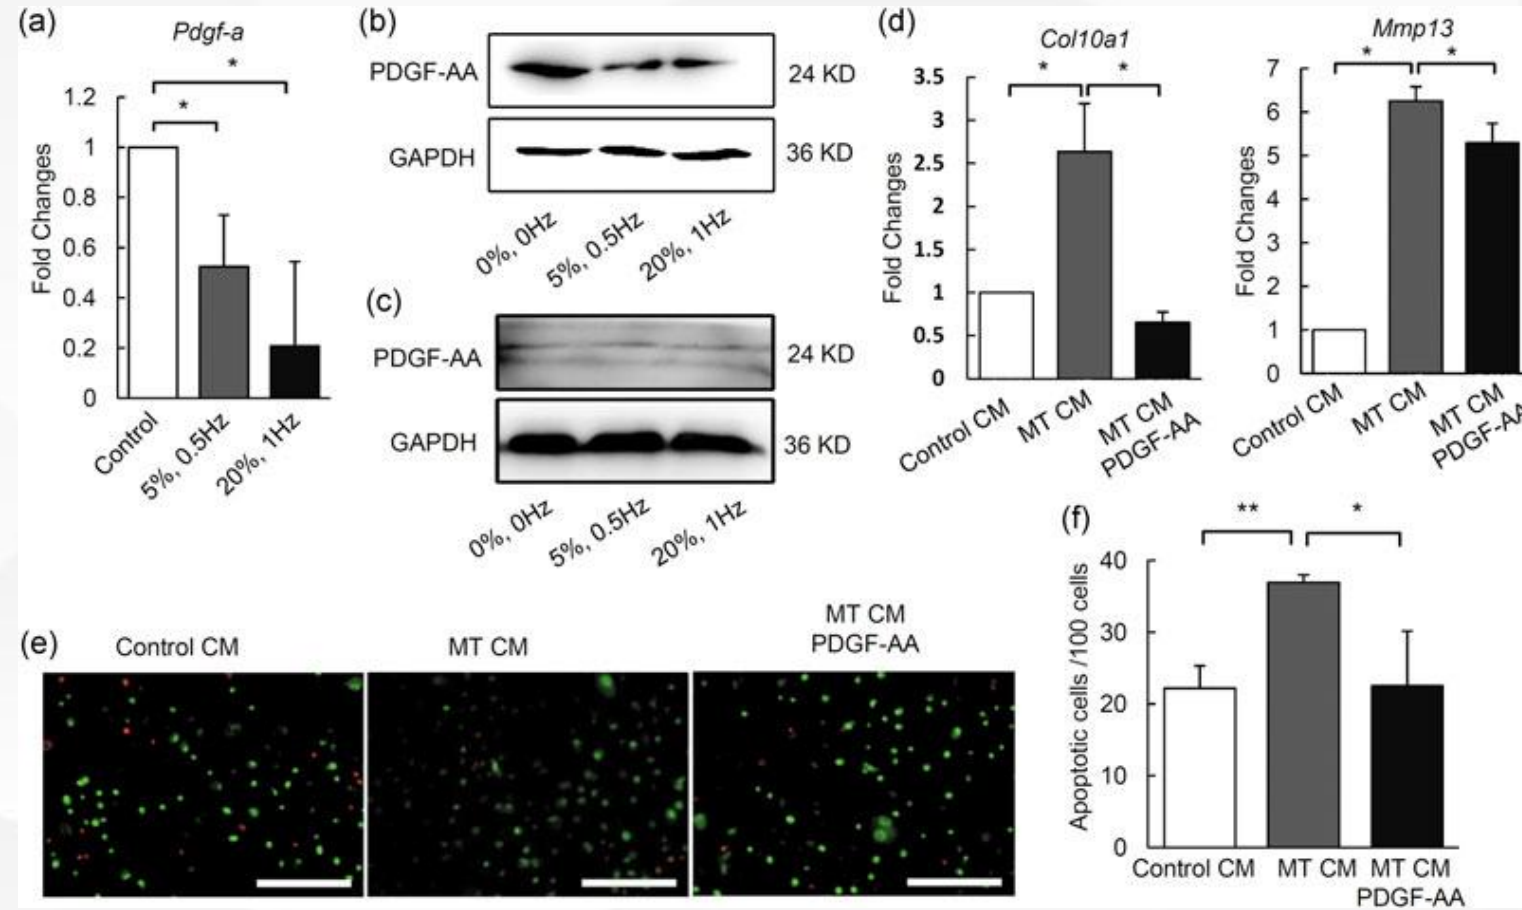 (a)
Pdgf-a
*
*
Fold Changes
1.2
1
0.8
0.6
0.4
0.2
0
Control
5%, 0.5Hz
20%, 1Hz
(b)
PDGF-AA
24 KD
GAPDH
36 KD
0%, 0Hz
5%, 0.5Hz
20%, 1Hz
(c)
PDGF-AA
24 KD
GAPDH
36 KD
0%, 0Hz
5%, 0.5Hz
20%, 1Hz
(d)
Col10a1
* *
Fold Changes
3.5
3
2.5
2
1.5
1
0.5
0
Control CM
MT CM
MT CM
PDGF-AA
Mmp13
* *
Fold Changes
7
6
5
4
3
2
1
0
Control CM
MT CM
MT CM
PDGF-AA
(e)
Control CM
MT CM
MT CM
PDGF-AA
(f)
** *
Apoptotic cells /100 cells
40
30
20
10
0
Control CM
MT CM
MT CM
PDGF-AA